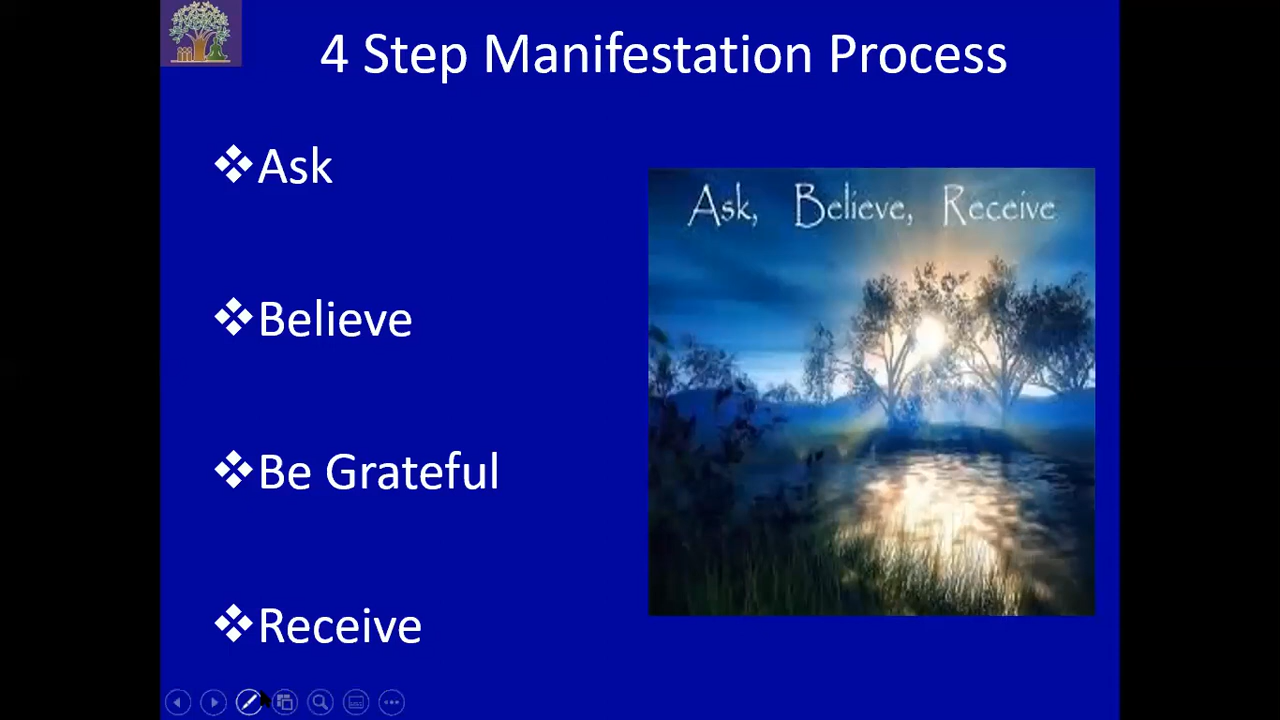 4 Step Manifestation Process
❖Ask
❖Believe
❖Be Grateful
❖Receive
Ask, Believe, Receive